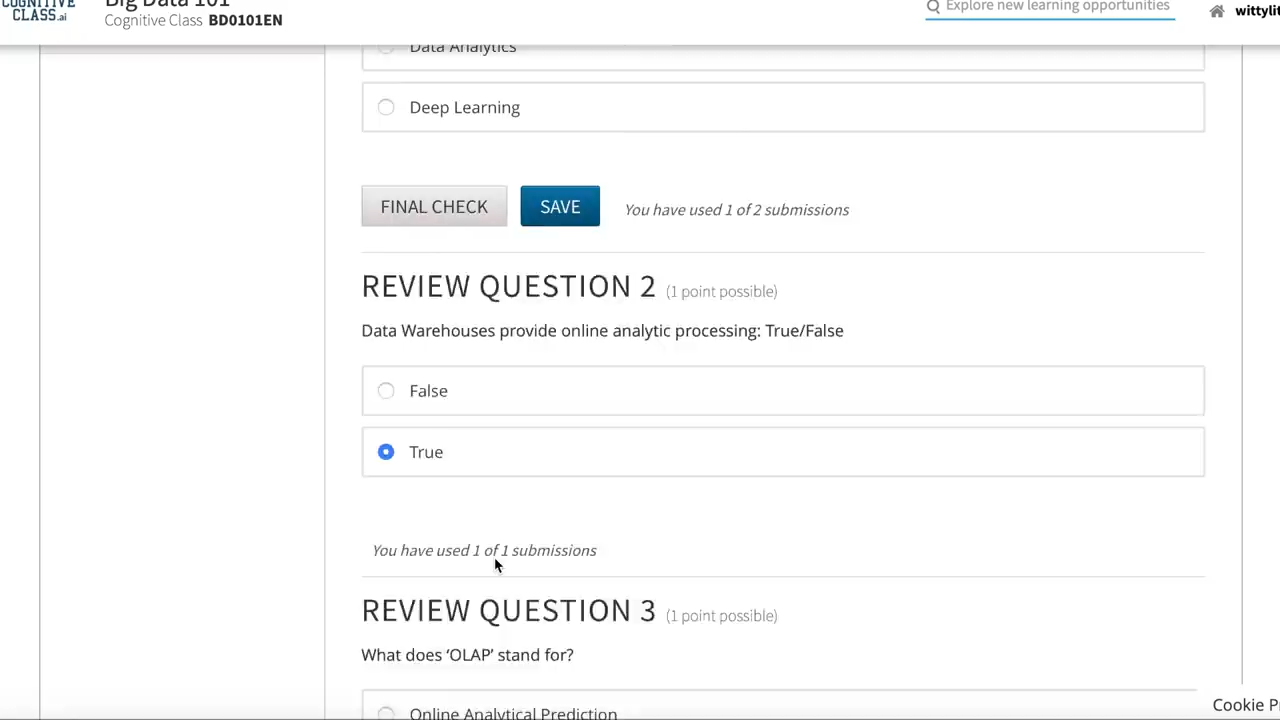 COGNITIVE
CLASS.ai
Big Data 101
Cognitive Class BD0101EN
Explore new learning opportunities
wittylit
Data Analytics
Deep Learning
FINAL CHECK
SAVE
You have used 1 of 2 submissions
REVIEW QUESTION 2 (1 point possible)
Data Warehouses provide online analytic processing: True/False
False
True
You have used 1 of 1 submissions
REVIEW QUESTION 3 (1 point possible)
What does ‘OLAP’ stand for?
Online Analytical Prediction
Cookie P